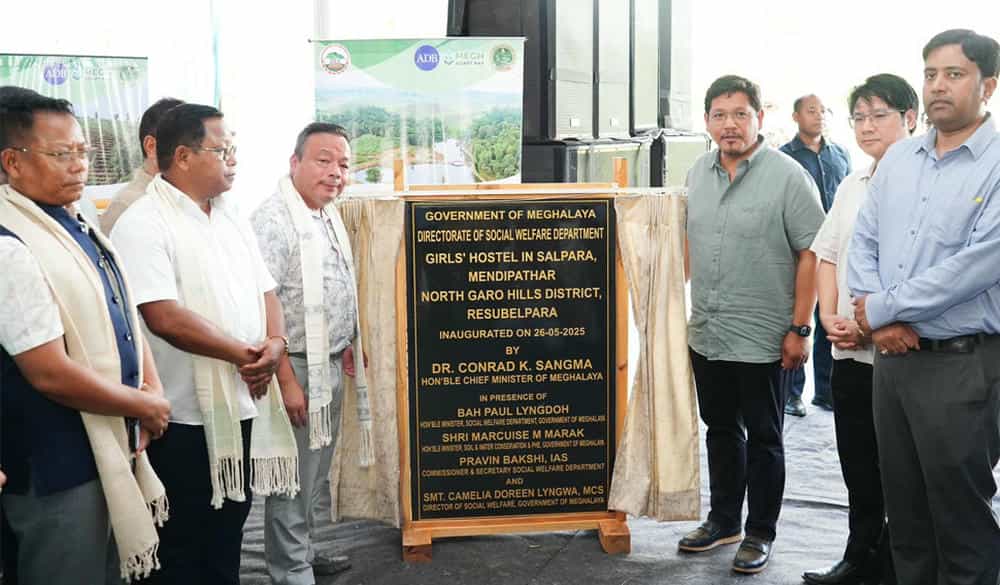 ADB
MEGH
ADB
MEGH
GOVERNMENT OF MEGHALAYA
DIRECTORATE OF SOCIAL WELFARE DEPARTMENT
GIRLS' HOSTEL IN SALPARA,
MENDIPATHAR
NORTH GARO HILLS DISTRICT,
RESUBELPARA
INAUGURATED ON 26-05-2025
BY
DR. CONRAD K. SANGMA
HON'BLE CHIEF MINISTER OF MEGHALAYA
IN PRESENCE OF
BAH PAUL LYNGDOH
HON'BLE MINISTER, SOCIAL WELFARE DEPARTMENT, GOVERNMENT OF MEGHALAYA
SHRI MARCUISE M MARAK
HON'BLE MINISTER, SOIL & WATER CONSERVATION & PHE, GOVERNMENT OF MEGHALAYA
PRAVIN BAKSHI, IAS
COMMISSIONER & SECRETARY SOCIAL WELFARE DEPARTMENT
AND
SMT. CAMELIA DOREEN LYNGWA, MCS
DIRECTOR OF SOCIAL WELFARE, GOVERNMENT OF MEGHALAYA